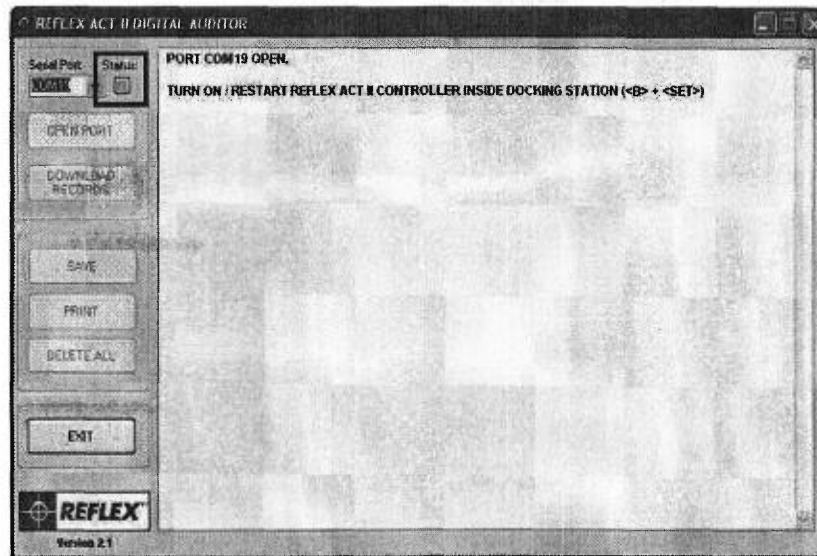 REFLEX ACT II DIGITAL AUDITOR
Serial Port Status:
PORT COM19 OPEN.
TURN ON / RESTART REFLEX ACT II CONTROLLER INSIDE DOCKING STATION (<B> + <SET>)
OPEN PORT
DOWNLOAD
RECORDS
SAVE
PRINT
DELETE ALL
EXIT
REFLEX
Version 2.1